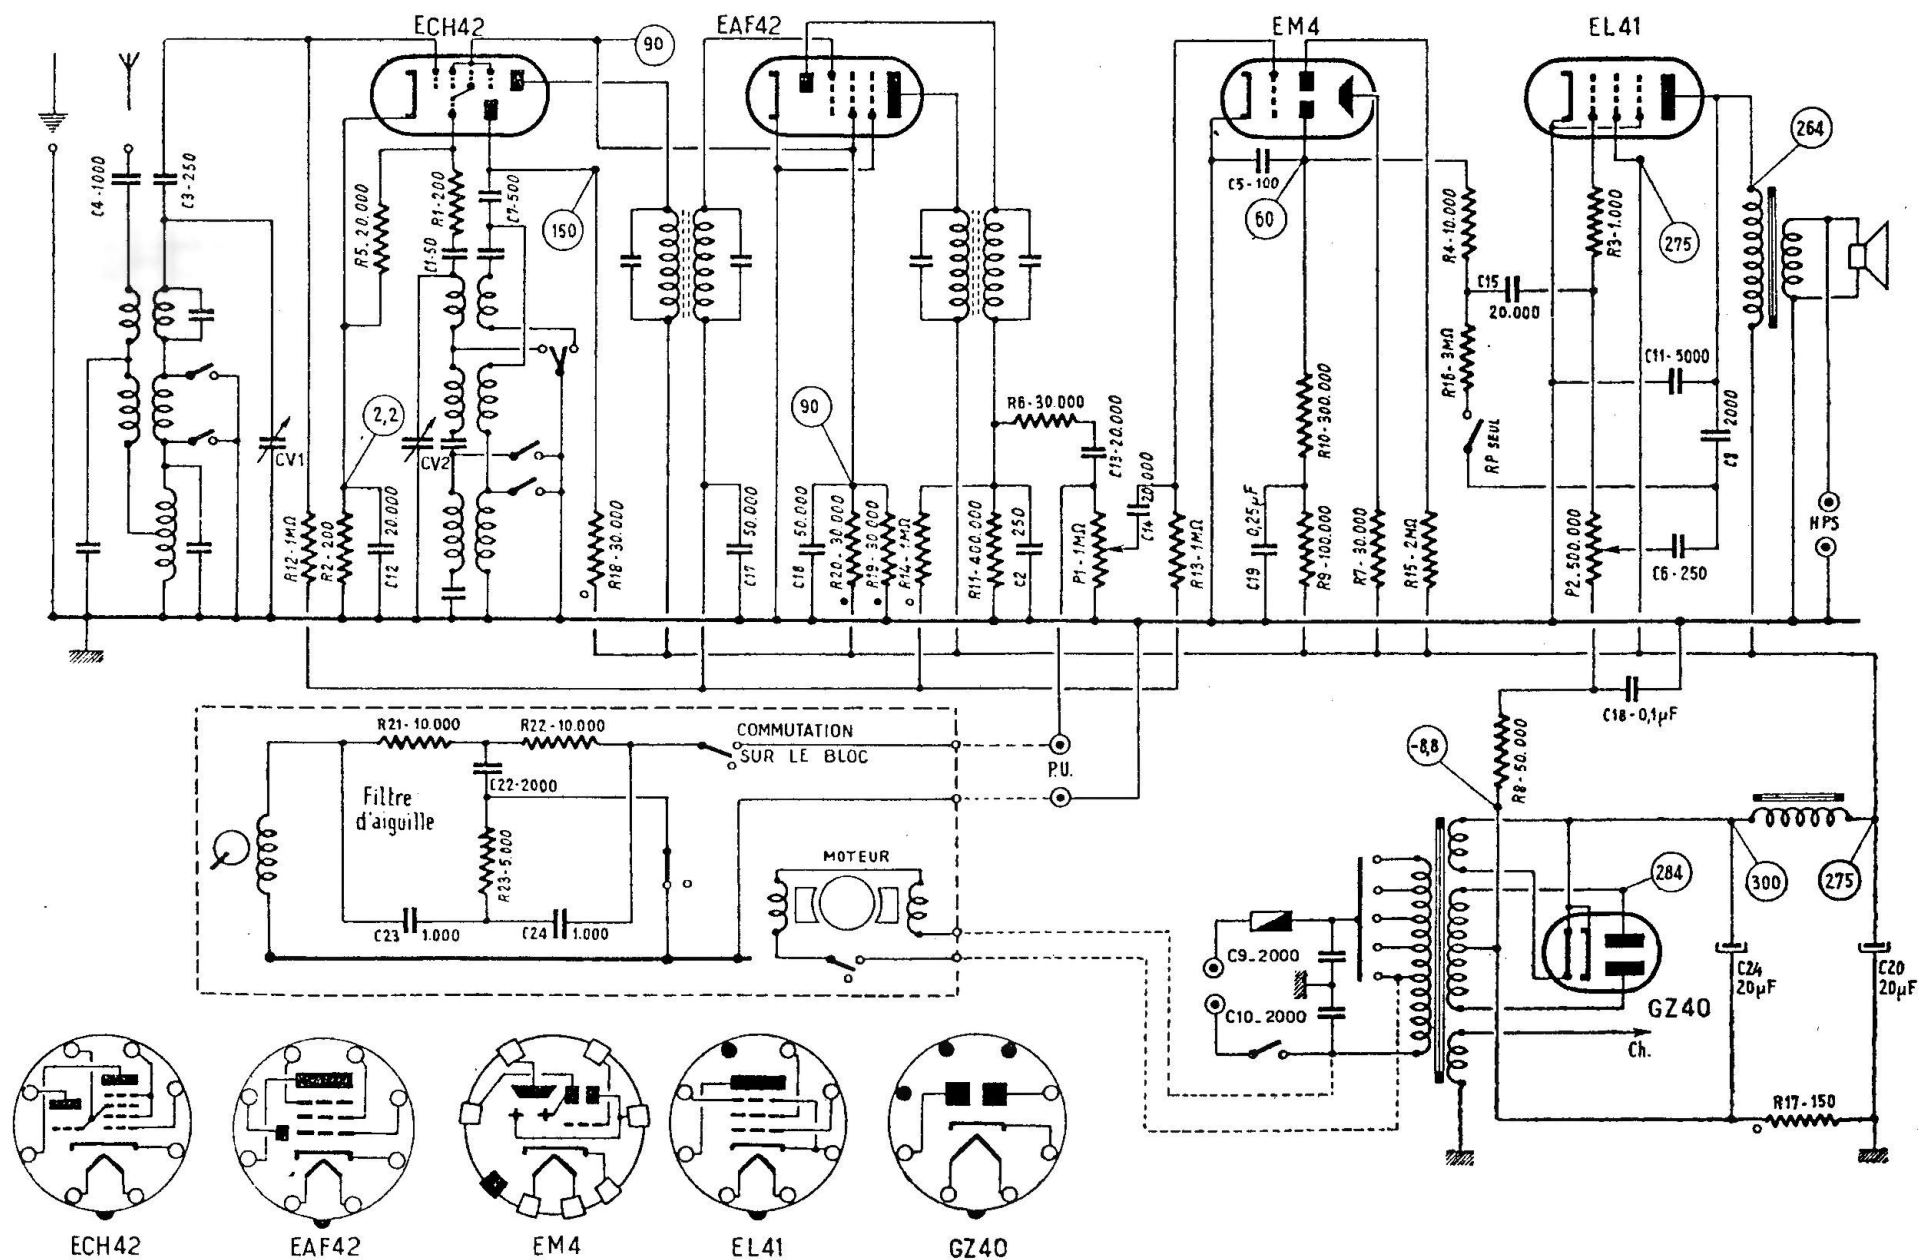 ECH42
EAF42
EM4
EL41
90
264
C4-1000
C3-250
R5.20.000
R1-200
C7-500
C1-50
150
C5-100
60
R4-10.000
R3-1.000
275
C15
20.000
R16-3MΩ
RP SEUL
C11-5000
2000
C8
2,2
CV1
CV2
90
R6-30.000
C13-20.000
20.000
C14
R10-300.000
R12-1MΩ
R2-200
20.000
C12
R18-30.000
50.000
C17
50.000
C16
R20-30.000
R19-30.000
R14-1MΩ
R11-400.000
250
C2
P1-1MΩ
R13-1MΩ
0,25µF
C19
R9-100.000
R7-30.000
R15-2MΩ
P2.500.000
C6-250
HPS
R21-10.000
R22-10.000
COMMUTATION
SUR LE BLOC
P.U.
C22-2000
Filtre
d'aiguille
R23-5.000
C23
1.000
C24
1.000
MOTEUR
C18-0,1µF
-8,8
R8-50.000
284
300
275
C9_2000
C10_2000
GZ40
C24
20µF
C20
20µF
Ch.
R17-150
ECH42
EAF42
EM4
EL41
GZ40